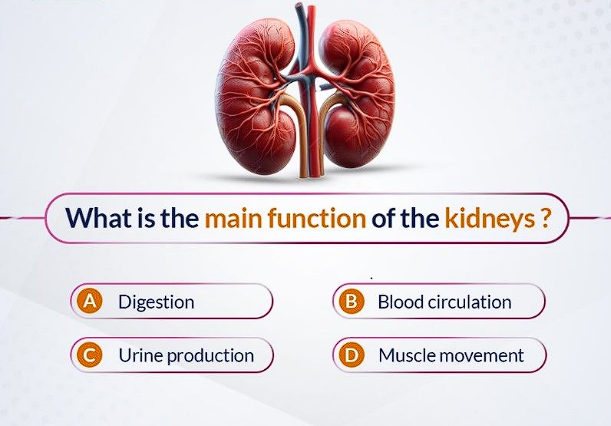 What is the main function of the kidneys ?
A Digestion
B Blood circulation
C Urine production
D Muscle movement